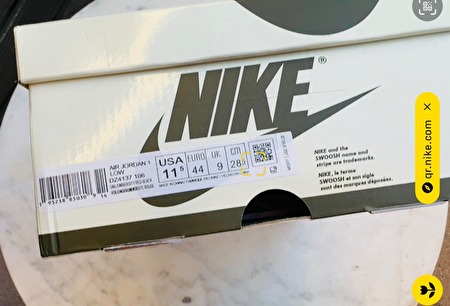 NIKE®
NIKE and the
SWOOSH name and
stripe are trademarks.
NIKE, le terme
SWOOSH et son sigle
sont des marques déposées.
AIR JORDAN 1
LOW
DZ4137 106
USA
11 5
EURO
44
UK
9
CM
28
qr.nike.com ×